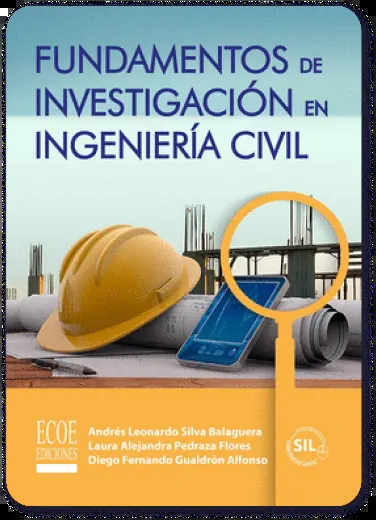 FUNDAMENTOS DE
INVESTIGACIÓN EN
INGENIERÍA CIVIL
ECOE
EDICIONES
Andrés Leonardo Silva Balaguera
Laura Alejandra Pedraza Flores
Diego Fernando Gualdrón Alfonso
SIL